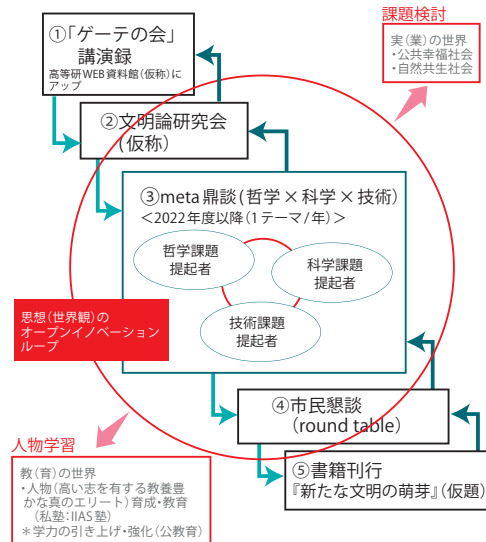 課題検討
実(業)の世界
・公共幸福社会
・自然共生社会
①「ゲーテの会」
講演録
高等研WEB資料館(仮称)に
アップ
②文明論研究会
(仮称)
③meta鼎談(哲学×科学×技術)
<2022年度以降(1テーマ/年)>
哲学課題
提起者
科学課題
提起者
技術課題
提起者
思想(世界観)の
オープンイノベーション
ループ
④市民懇談
(round table)
⑤書籍刊行
『新たな文明の萌芽』(仮題)
人物学習
教(育)の世界
・人物(高い志を有する教養豊
かな真のエリート)育成・教育
(私塾:IIAS塾)
＊学力の引き上げ・強化(公教育)